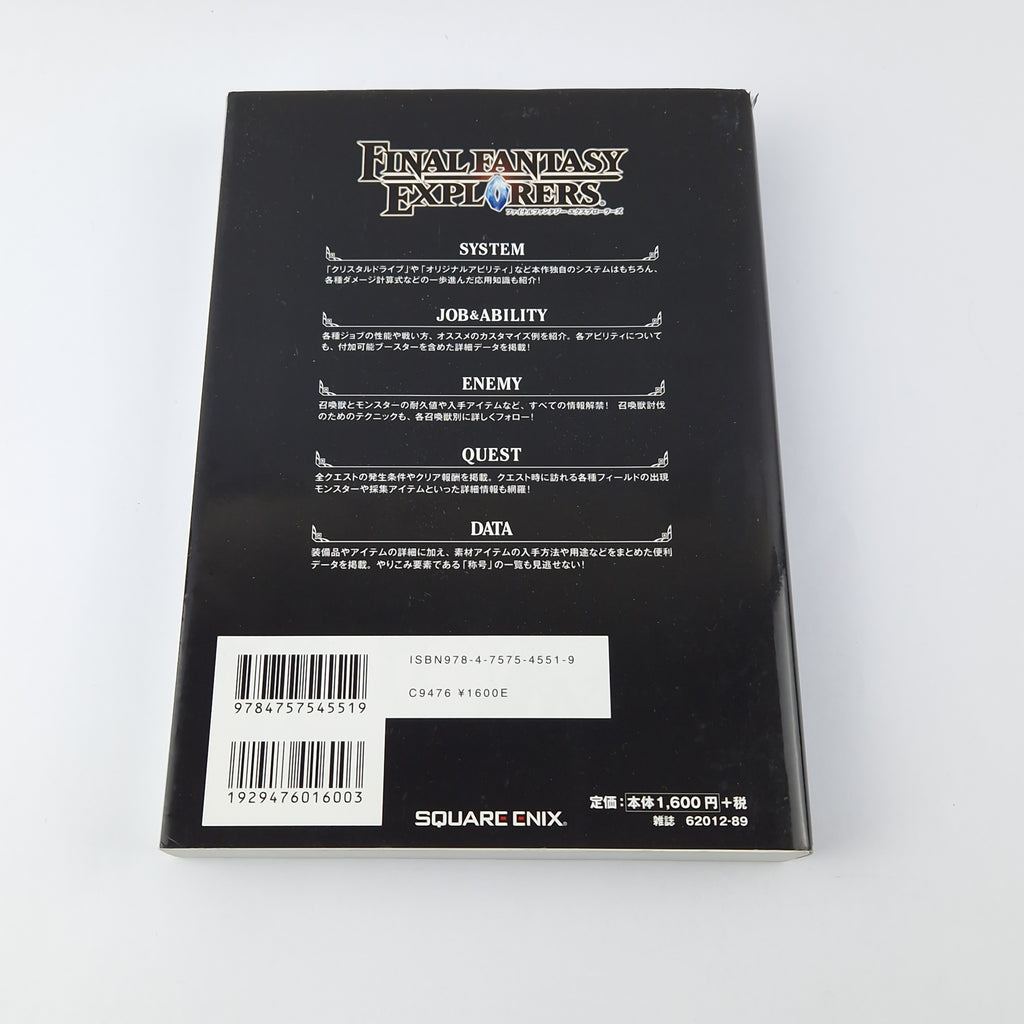 FINAL FANTASY
EXPLORERS®
ファイナルファンタジー エクスプローラーズ
SYSTEM
「クリスタルドライブ」や「オリジナルアビリティ」など本作独自のシステムはもちろん、
各種ダメージ計算式などの一歩進んだ応用知識も紹介!
JOB&ABILITY
各種ジョブの性能や戦い方、オススメのカスタマイズ例を紹介。各アビリティについて
も、付加可能ブースターを含めた詳細データを掲載!
ENEMY
召喚獣とモンスターの耐久値や入手アイテムなど、すべての情報解禁! 召喚獣討伐
のためのテクニックも、各召喚獣別に詳しくフォロー!
QUEST
全クエストの発生条件やクリア報酬を掲載。クエスト時に訪れる各種フィールドの出現
モンスターや採集アイテムといった詳細情報も網羅!
DATA
装備品やアイテムの詳細に加え、素材アイテムの入手方法や用途などをまとめた便利
データを掲載。やりこみ要素である「称号」の一覧も見逃せない!
ISBN978-4-7575-4551-9
C9476 ¥1600E
9784757545519
1929476016003
SQUARE ENIX®
定価:本体1,600円+税
雑誌 62012-89